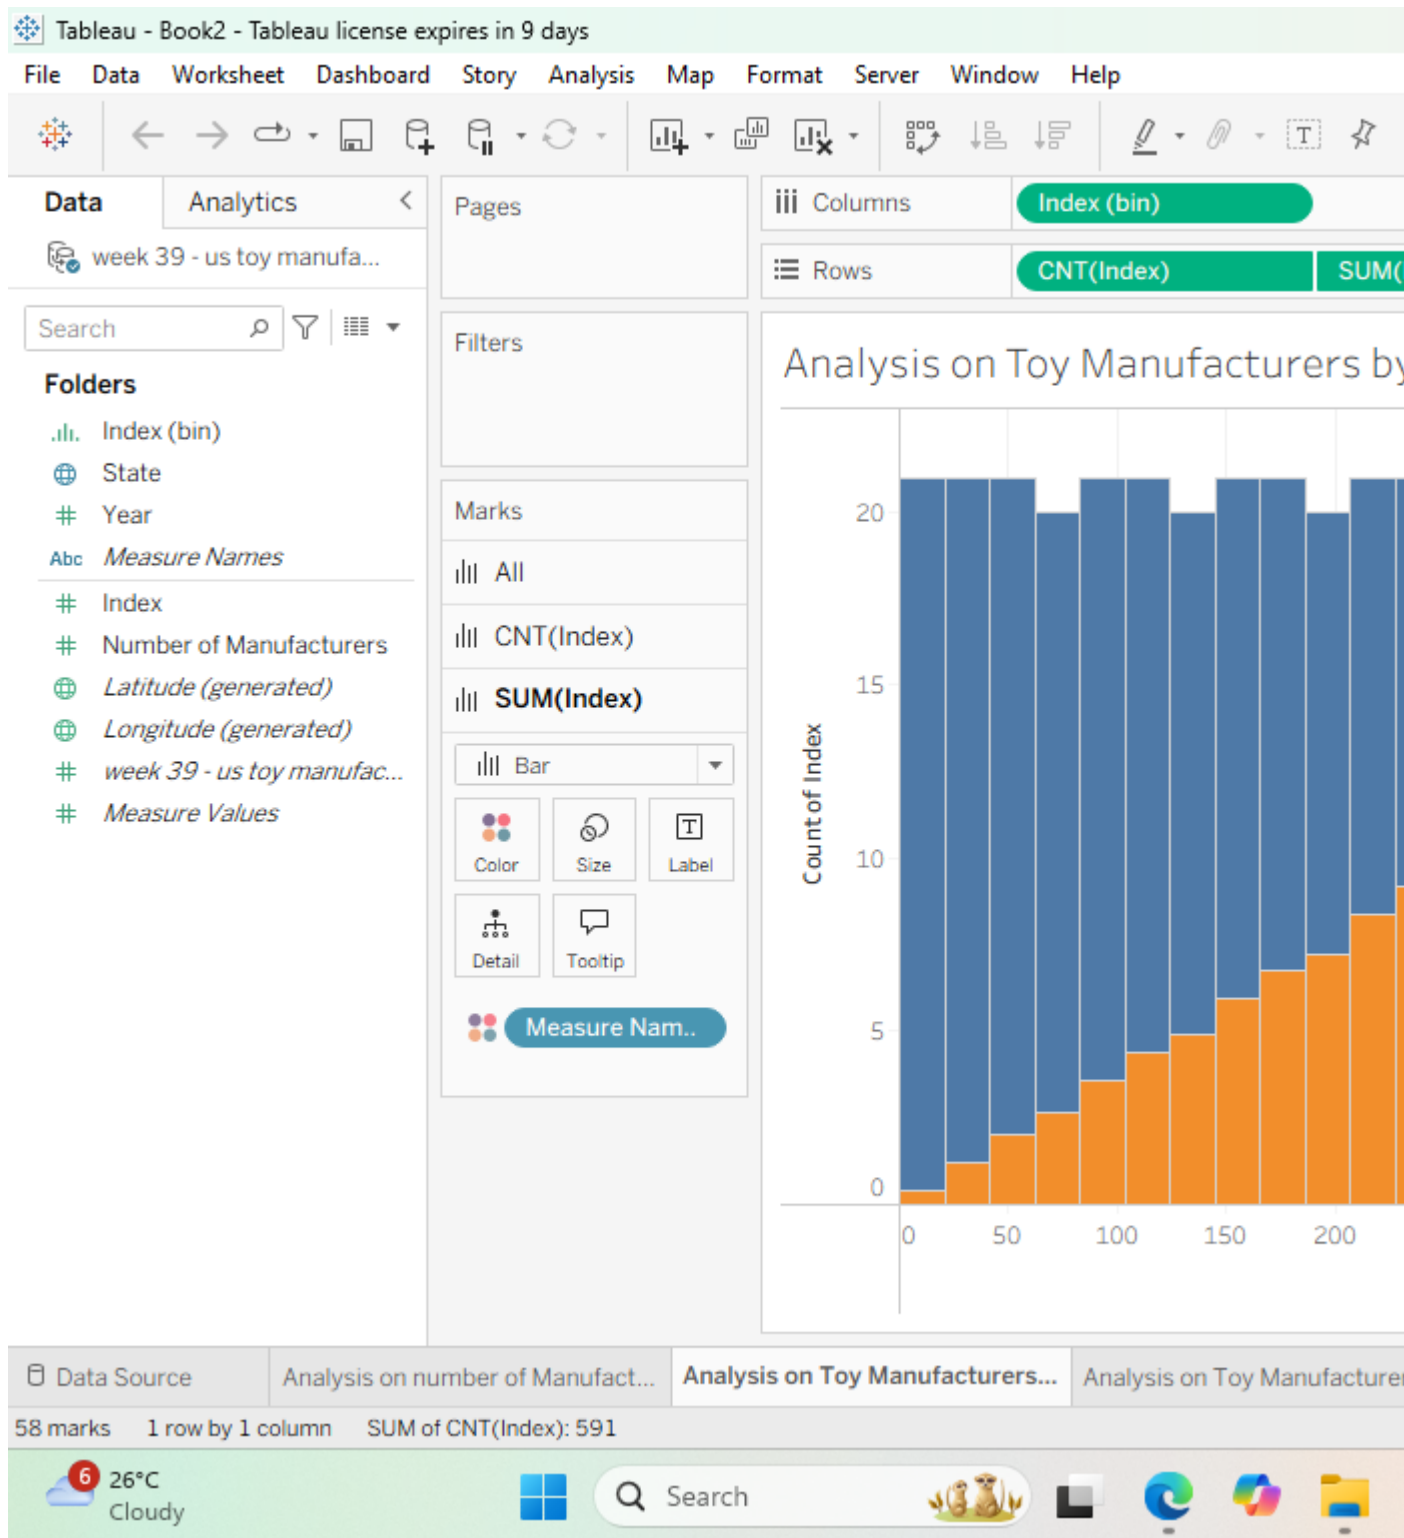 Tableau - Book2 - Tableau license expires in 9 days
File Data Worksheet Dashboard Story Analysis Map Format Server Window Help
Data Analytics
week 39 - us toy manufa...
Search
Folders
Index (bin)
State
Year
Abc Measure Names
Index
Number of Manufacturers
Latitude (generated)
Longitude (generated)
week 39 - us toy manufac...
Measure Values
Pages
Filters
Marks
All
CNT(Index)
SUM(Index)
Bar
Color Size Label
Detail Tooltip
Measure Nam..
Columns Index (bin)
Rows CNT(Index) SUM(
Analysis on Toy Manufacturers by
Count of Index
20
15
10
5
0
0 50 100 150 200
Data Source Analysis on number of Manufact... Analysis on Toy Manufacturers... Analysis on Toy Manufacturer
58 marks 1 row by 1 column SUM of CNT(Index): 591
6 26°C
Cloudy
Search